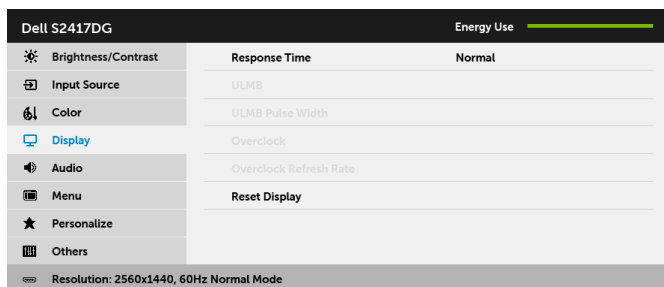 Dell S2417DG Energy Use
Brightness/Contrast Response Time Normal
Input Source ULMB
Color ULMB Pulse Width
Display Overclock
Audio Overclock Refresh Rate
Menu Reset Display
Personalize
Others
Resolution: 2560x1440, 60Hz Normal Mode